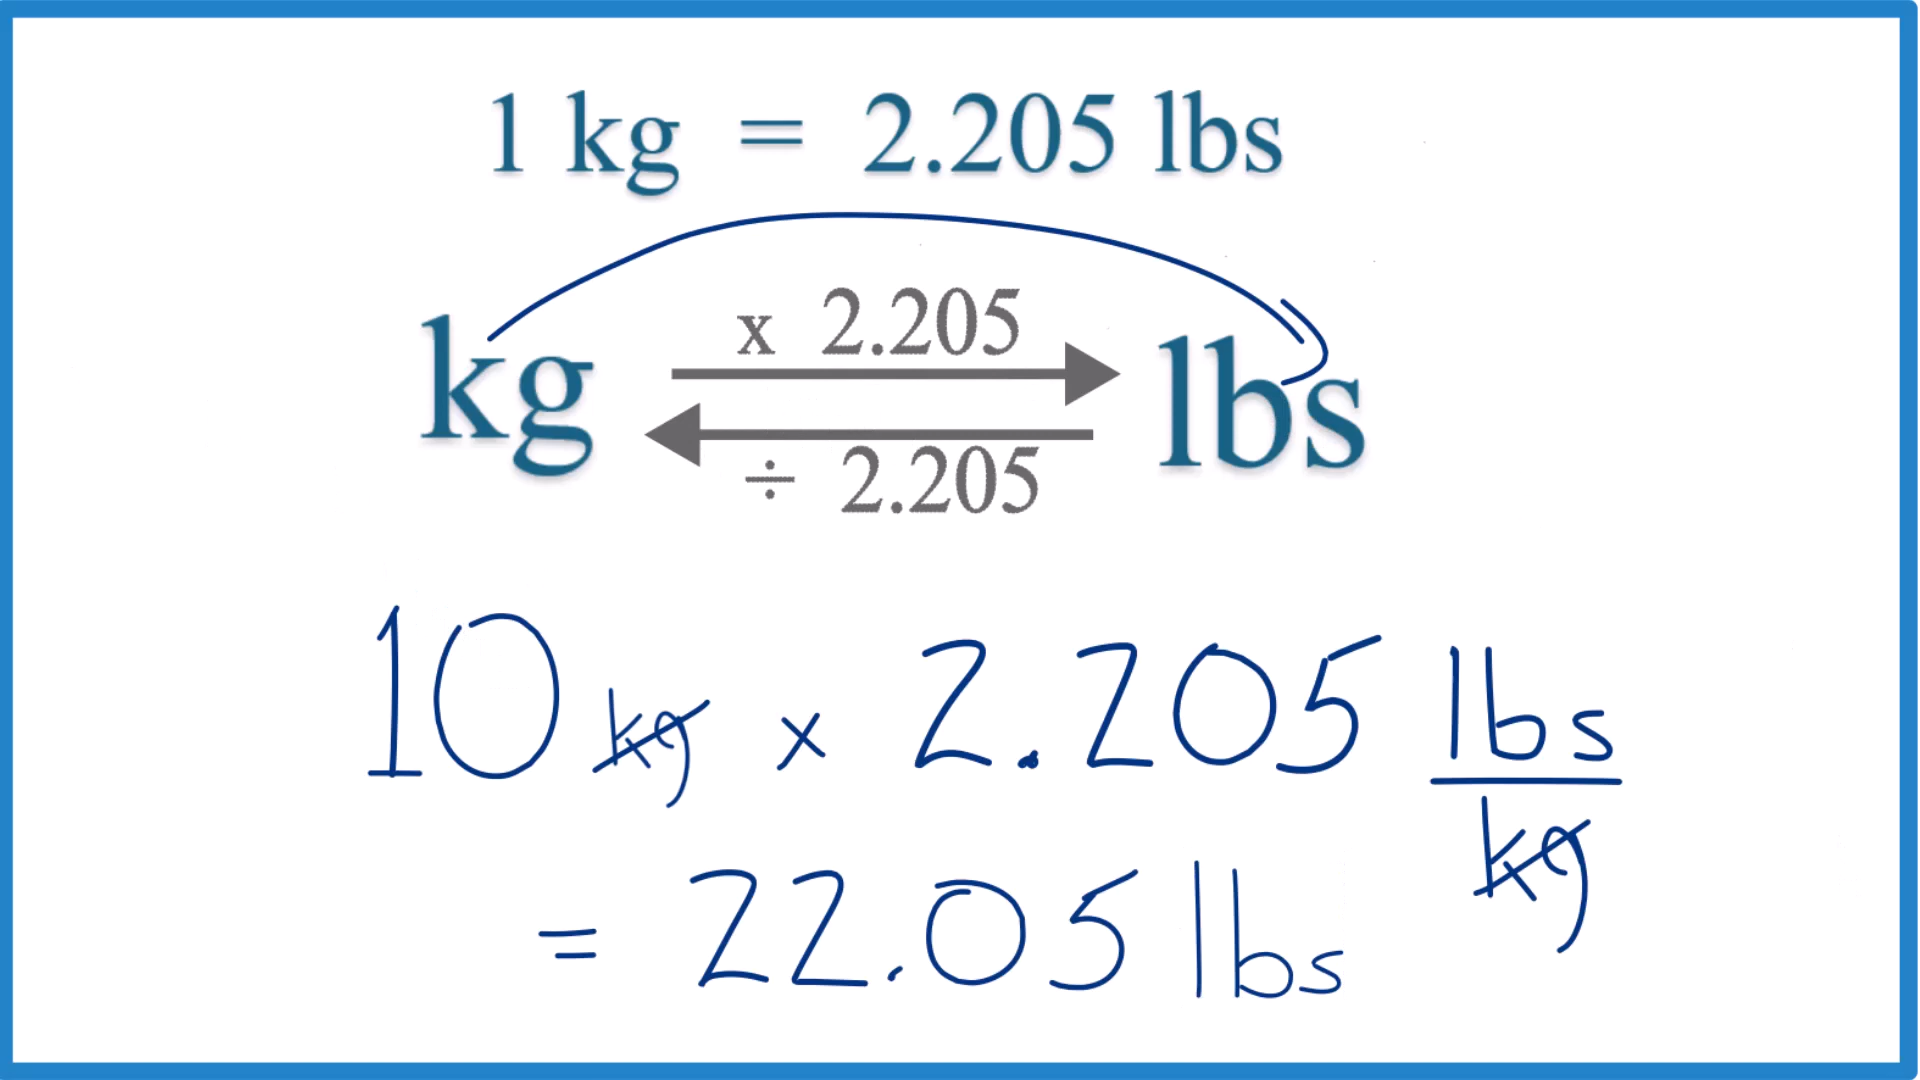 1 kg = 2.205 lbs
x 2.205
kg lbs
÷ 2.205
10 kg x 2.205 lbs
kg
= 22.05 lbs